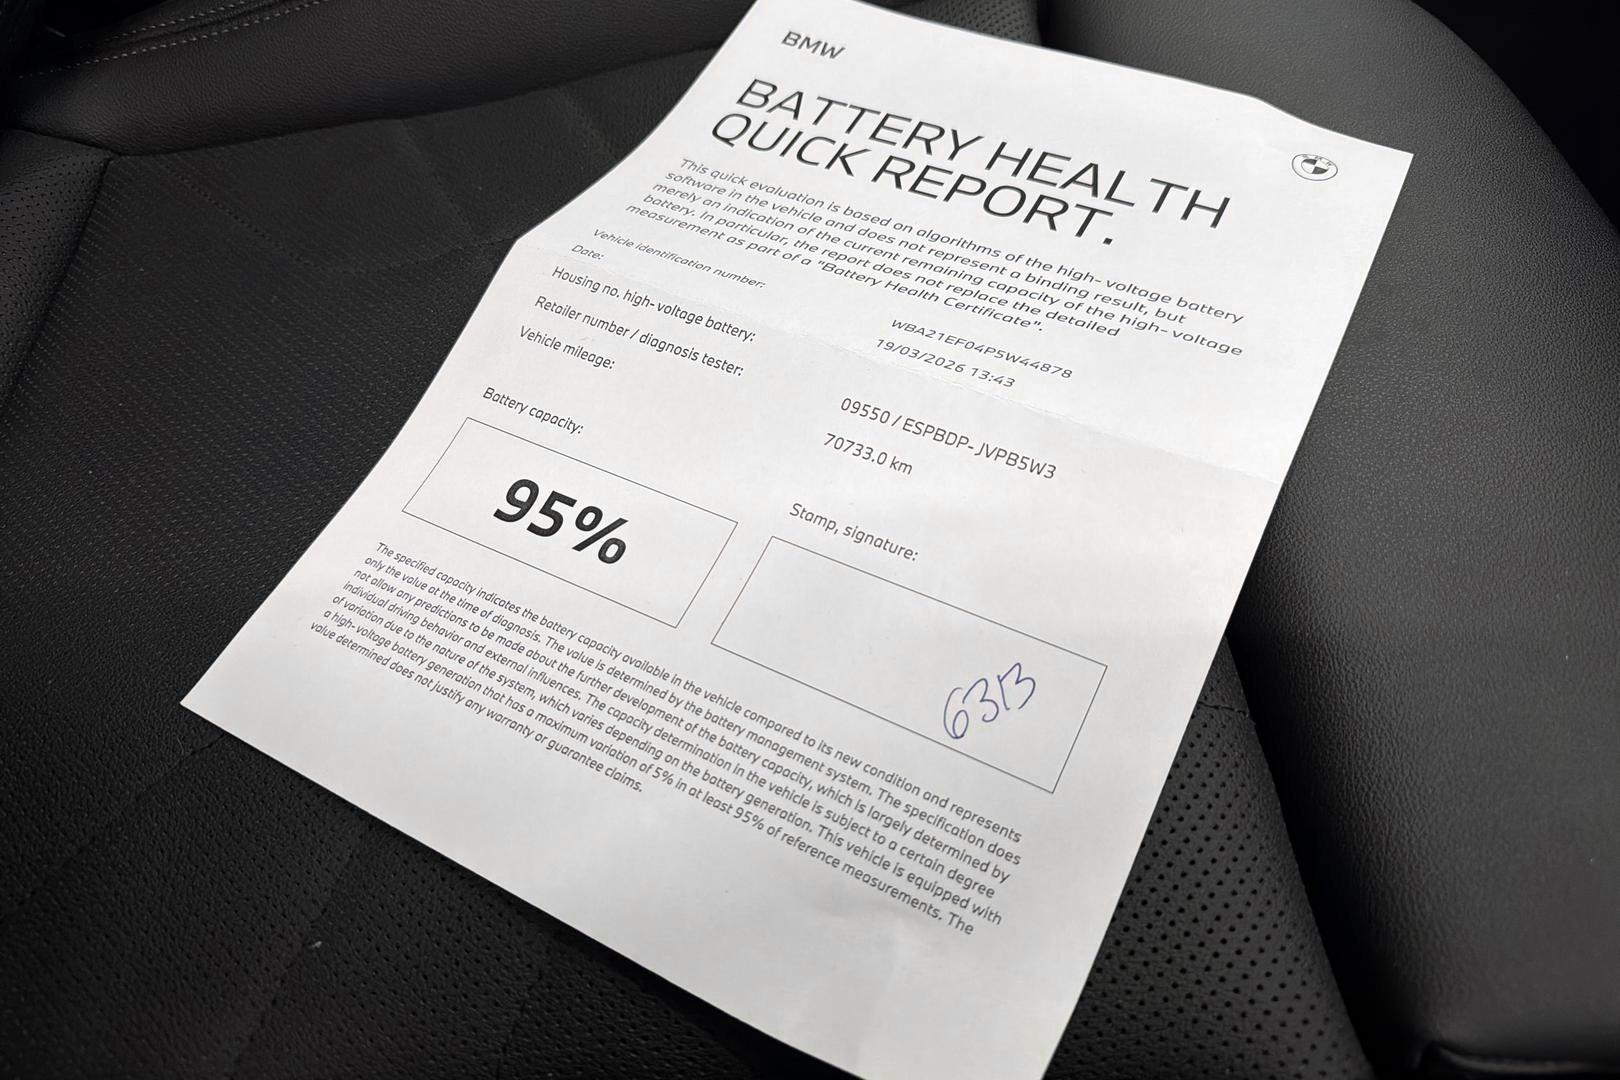 BMW
BATTERY HEALTH
QUICK REPORT.
This quick evaluation is based on algorithms of the high- voltage battery
software in the vehicle and does not represent a binding result, but
merely an indication of the current remaining capacity of the high- voltage
battery. In particular, the report does not replace the detailed
measurement as part of a "Battery Health Certificate".
Vehicle identification number: WBA21EF04P5W44878
Date: 19/03/2026 13:43
Housing no. high-voltage battery:
Retailer number / diagnosis tester: 09550 / ESPBDP-JVPB5W3
Vehicle mileage: 70733.0 km
Battery capacity:
95%
Stamp, signature:
6313
The specified capacity indicates the battery capacity available in the vehicle compared to its new condition and represents
only the value at the time of diagnosis. The value is determined by the battery management system. The specification does
not allow any predictions to be made about the further development of the battery capacity, which is largely determined by
individual driving behavior and external influences. The capacity determination in the vehicle is subject to a certain degree
of variation due to the nature of the system, which varies depending on the battery generation. This vehicle is equipped with
a high-voltage battery generation that has a maximum variation of 5% in at least 95% of reference measurements. The
value determined does not justify any warranty or guarantee claims.